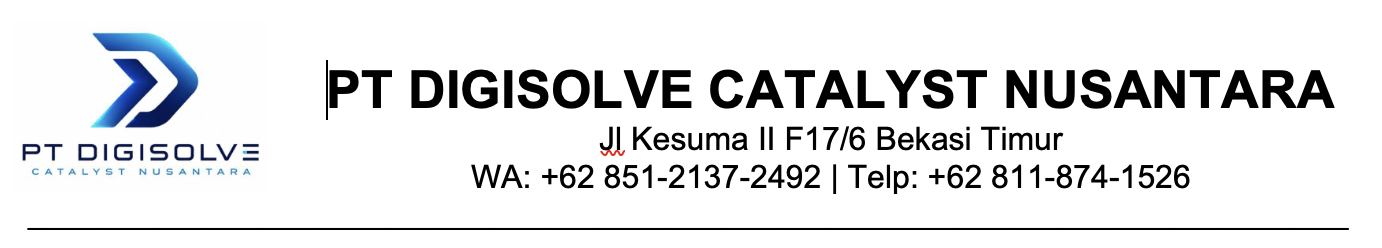 PT DIGISOLVE
CATALYST NUSANTARA
PT DIGISOLVE CATALYST NUSANTARA
Jl Kesuma II F17/6 Bekasi Timur
WA: +62 851-2137-2492 | Telp: +62 811-874-1526